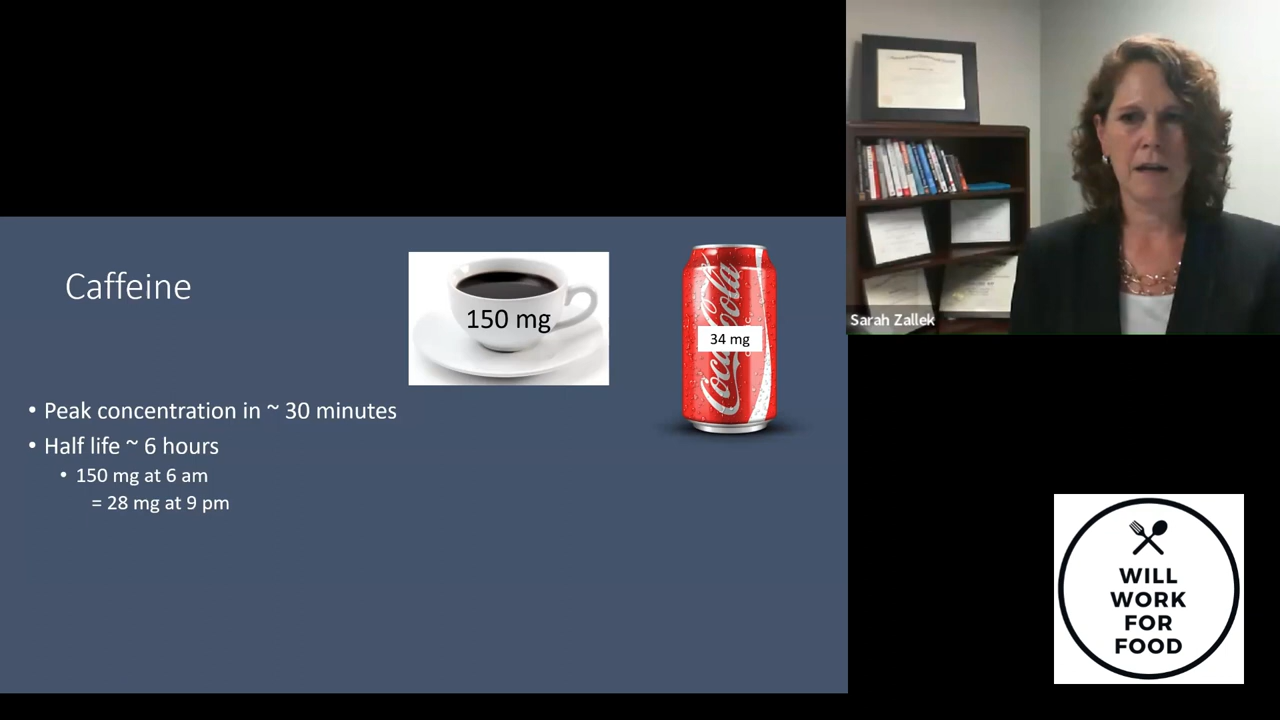 Caffeine
150 mg
Coca-Cola
34 mg
• Peak concentration in ~ 30 minutes
• Half life ~ 6 hours
• 150 mg at 6 am
= 28 mg at 9 pm
Sarah Zallek
WILL
WORK
FOR
FOOD